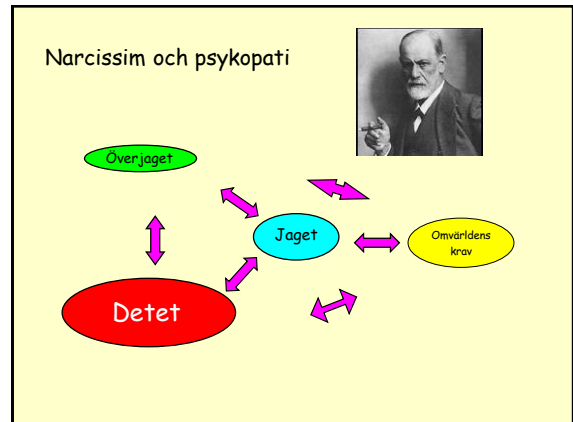 Narcissim och psykopati
Överjaget
Jaget
Omvärldens
krav
Detet